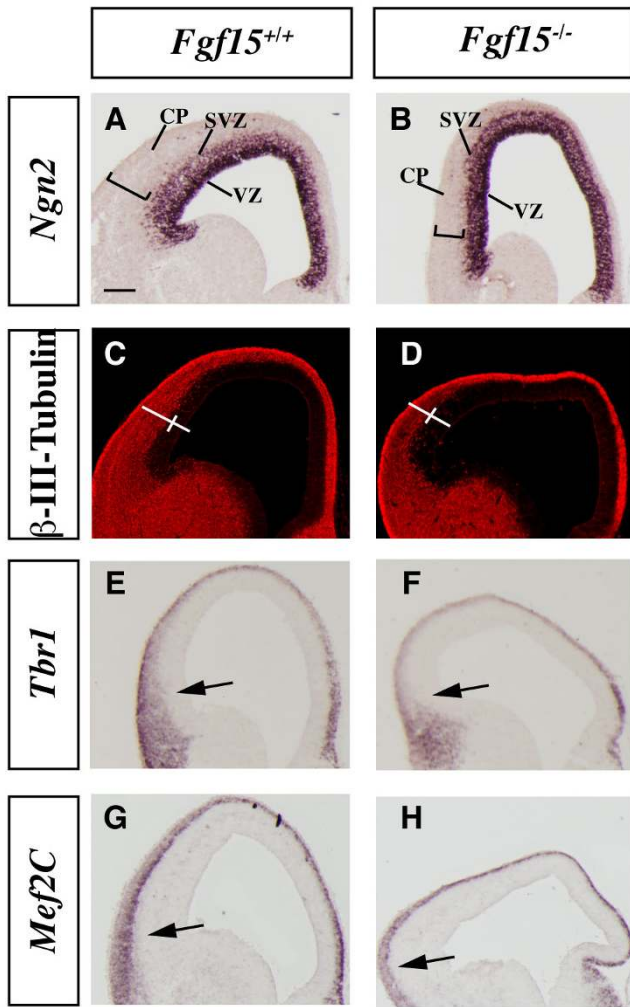 Fgf15+/+
Fgf15-/-
Ngn2
A
CP
SVZ
VZ
B
SVZ
CP
VZ
β-III-Tubulin
C
D
Tbr1
E
F
Mef2C
G
H